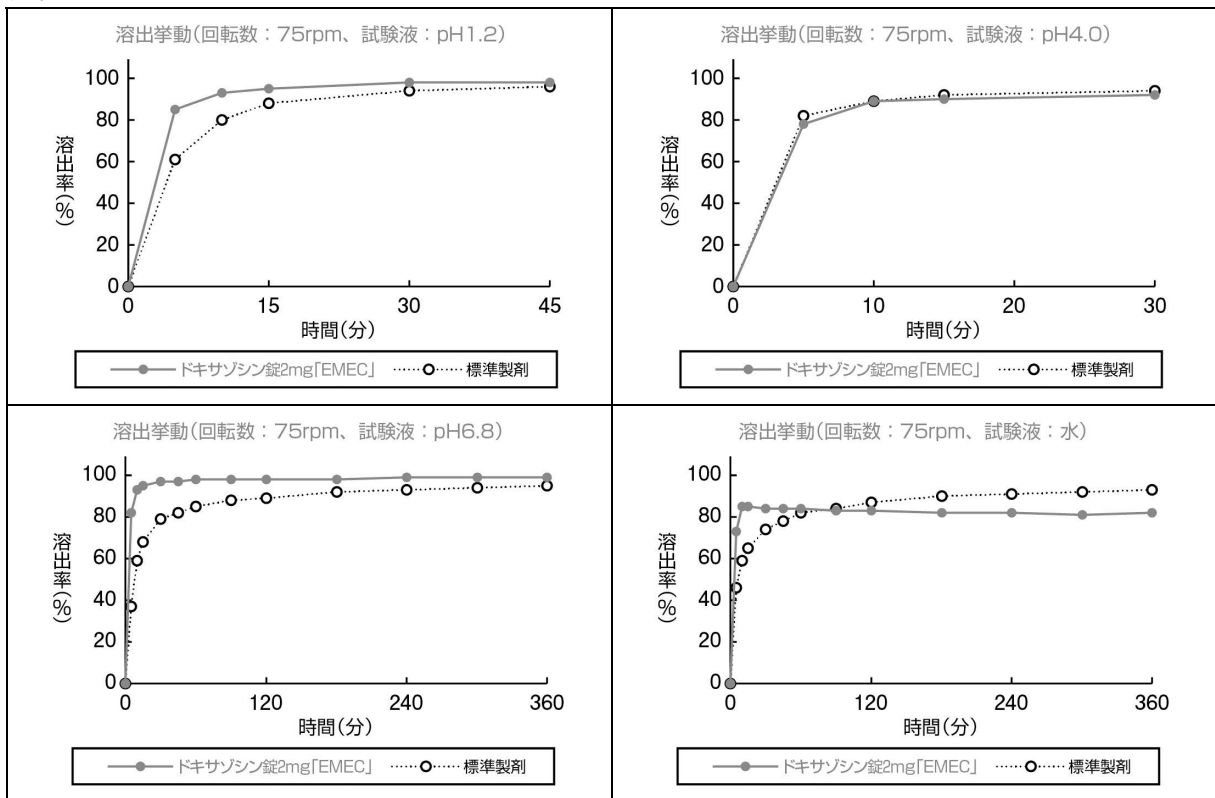 溶出挙動(回転数：75rpm、試験液：pH1.2)
溶出率(%)
100
80
60
40
20
0
0 15 30 45
時間(分)
ドキサゾシン錠2mg「EMEC」 標準製剤
溶出挙動(回転数：75rpm、試験液：pH4.0)
溶出率(%)
100
80
60
40
20
0
0 10 20 30
時間(分)
ドキサゾシン錠2mg「EMEC」 標準製剤
溶出挙動(回転数：75rpm、試験液：pH6.8)
溶出率(%)
100
80
60
40
20
0
0 120 240 360
時間(分)
ドキサゾシン錠2mg「EMEC」 標準製剤
溶出挙動(回転数：75rpm、試験液：水)
溶出率(%)
100
80
60
40
20
0
0 120 240 360
時間(分)
ドキサゾシン錠2mg「EMEC」 標準製剤